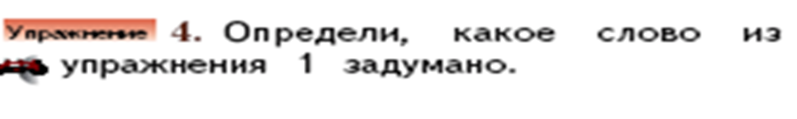 Упражнение 4. Определи, какое слово из
упражнения 1 задумано.